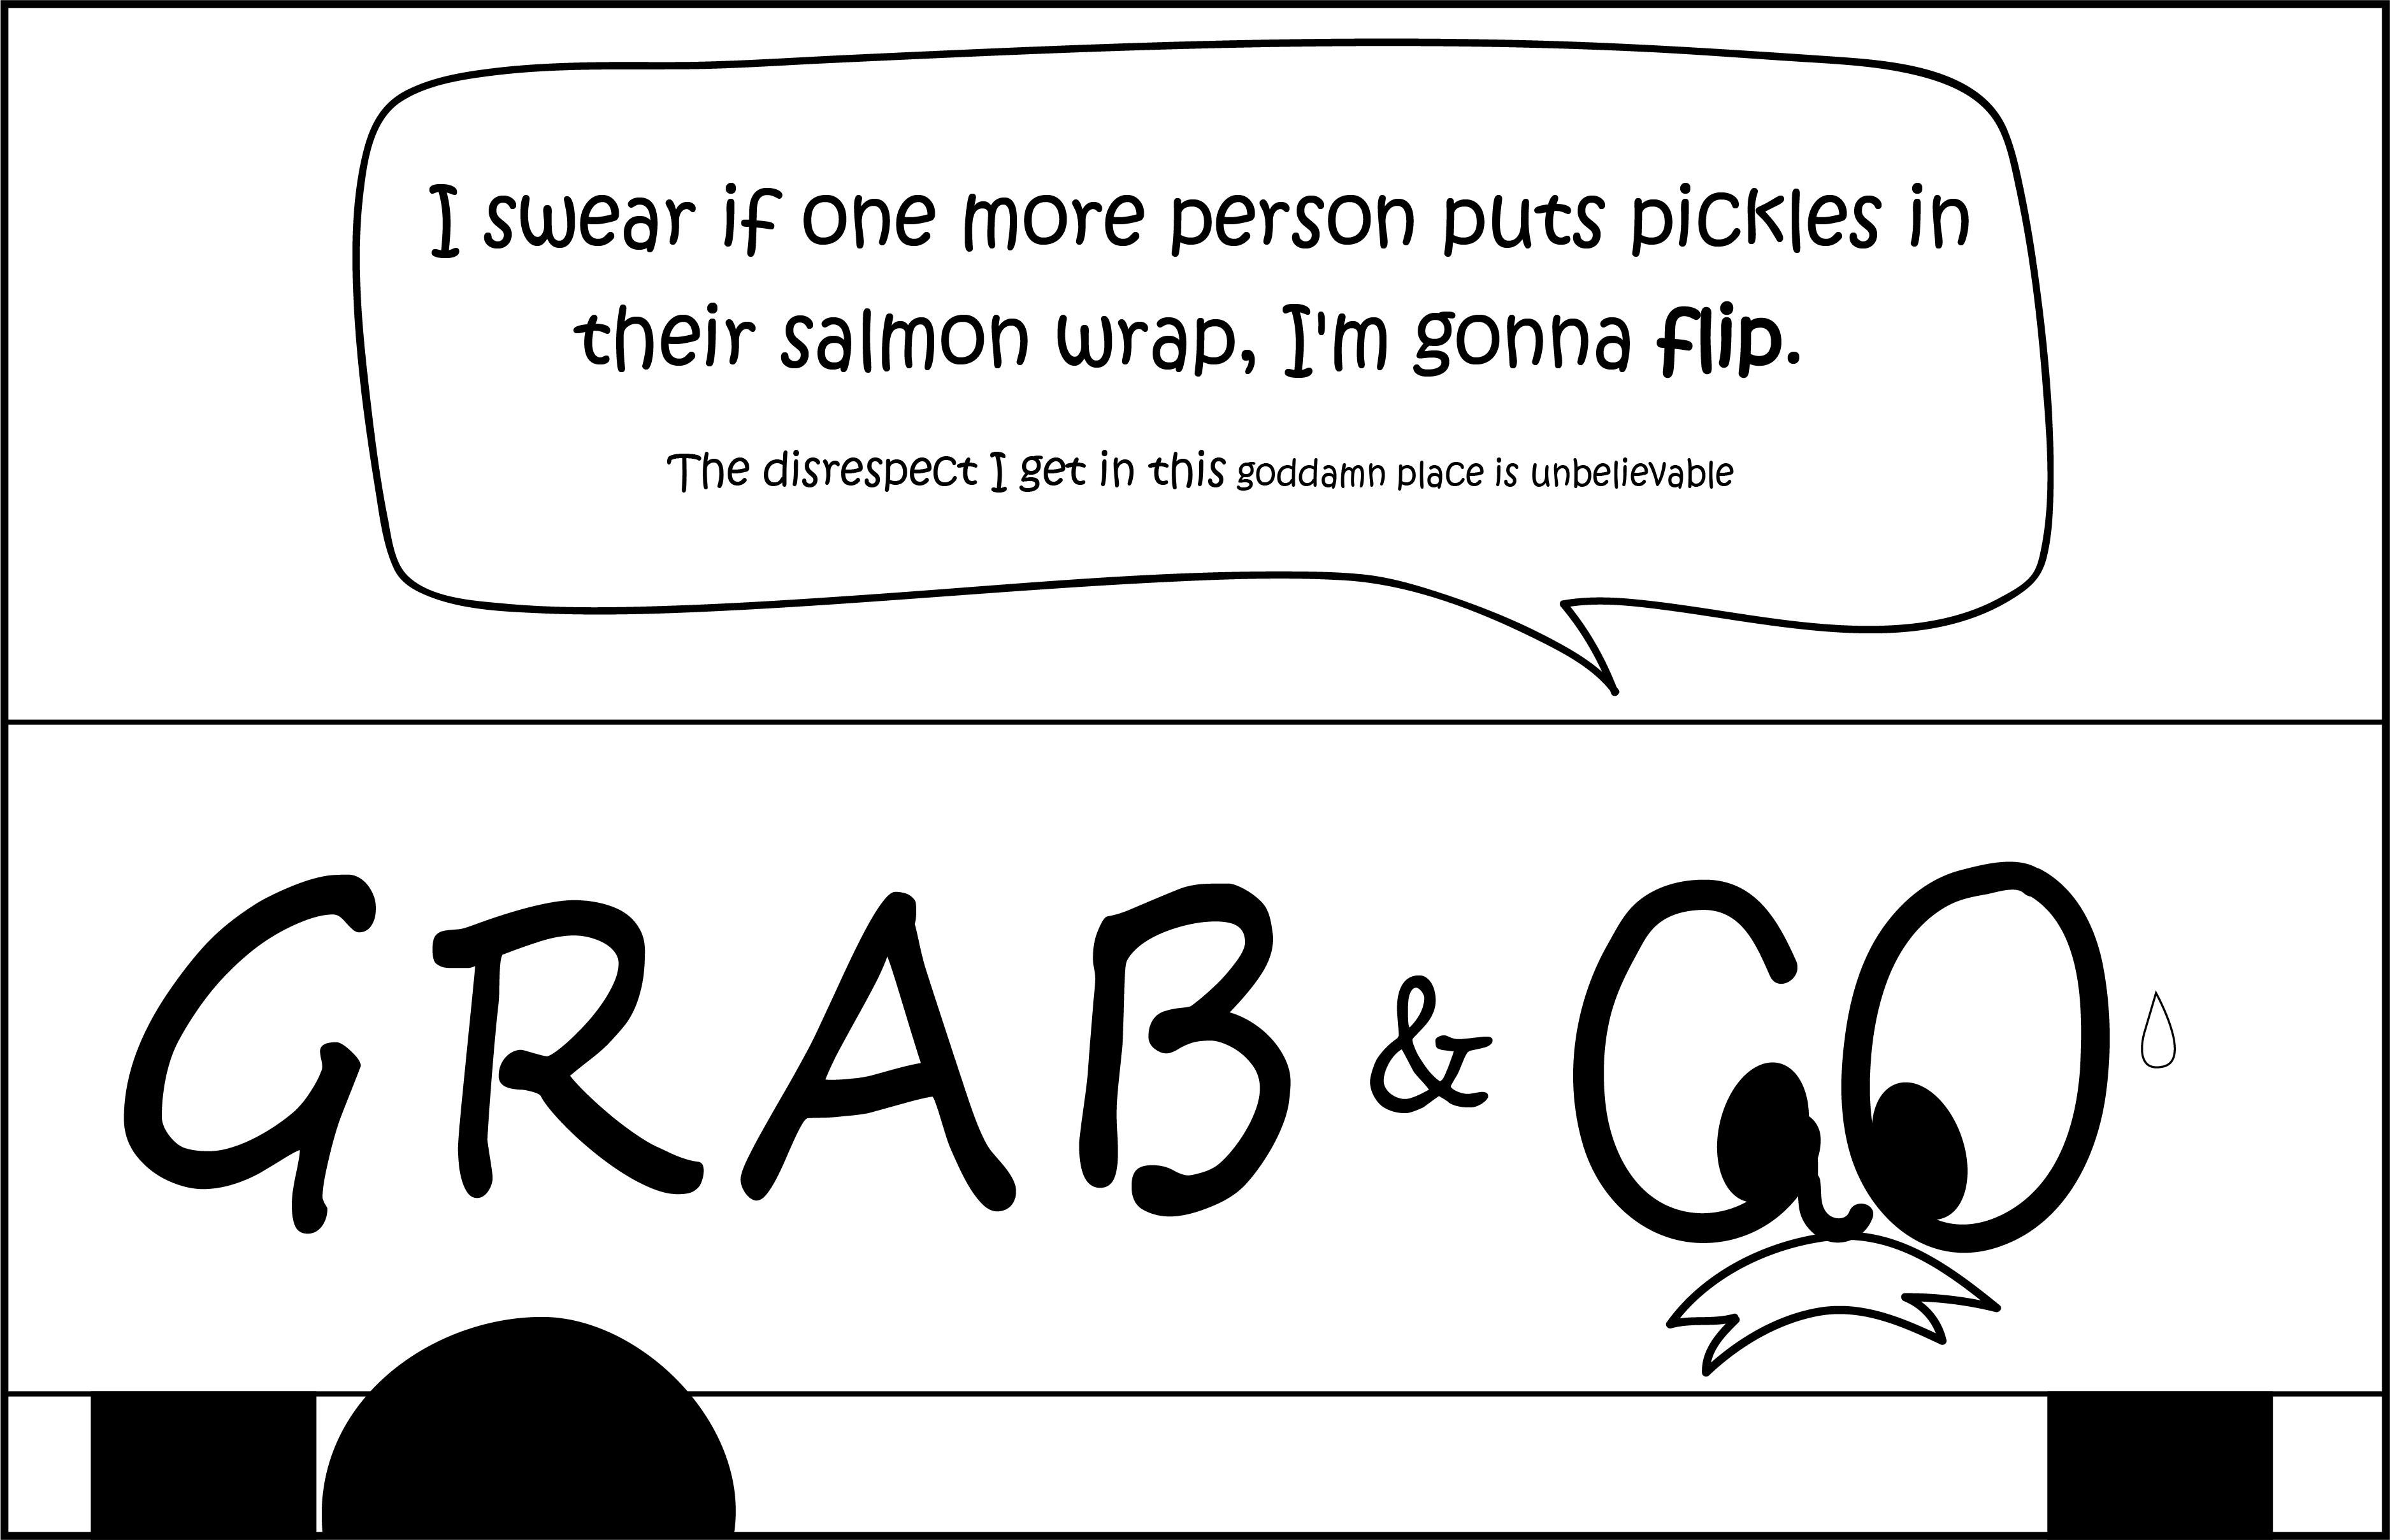 I swear if one more person puts pickles in
their salmon wrap, I'm gonna flip.
The disrespect I get in this goddamn place is unbelievable
GRAB & GO